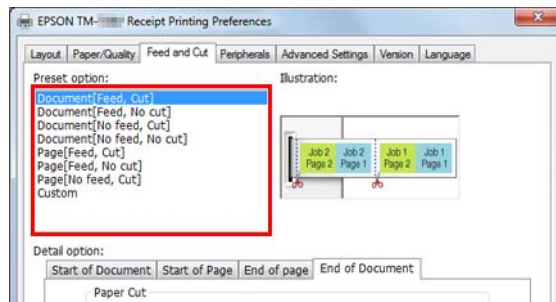 EPSON TM- Receipt Printing Preferences
Layout Paper/Quality Feed and Cut Peripherals Advanced Settings Version Language
Preset option:
Illustration:
Document[Feed, Cut]
Document[Feed, No cut]
Document[No feed, Cut]
Document[No feed, No cut]
Page[Feed, Cut]
Page[Feed, No cut]
Page[No feed, Cut]
Custom
Job 2 Job 2 Job 1 Job 1
Page 2 Page 1 Page 2 Page 1
Detail option:
Start of Document Start of Page End of page End of Document
Paper Cut